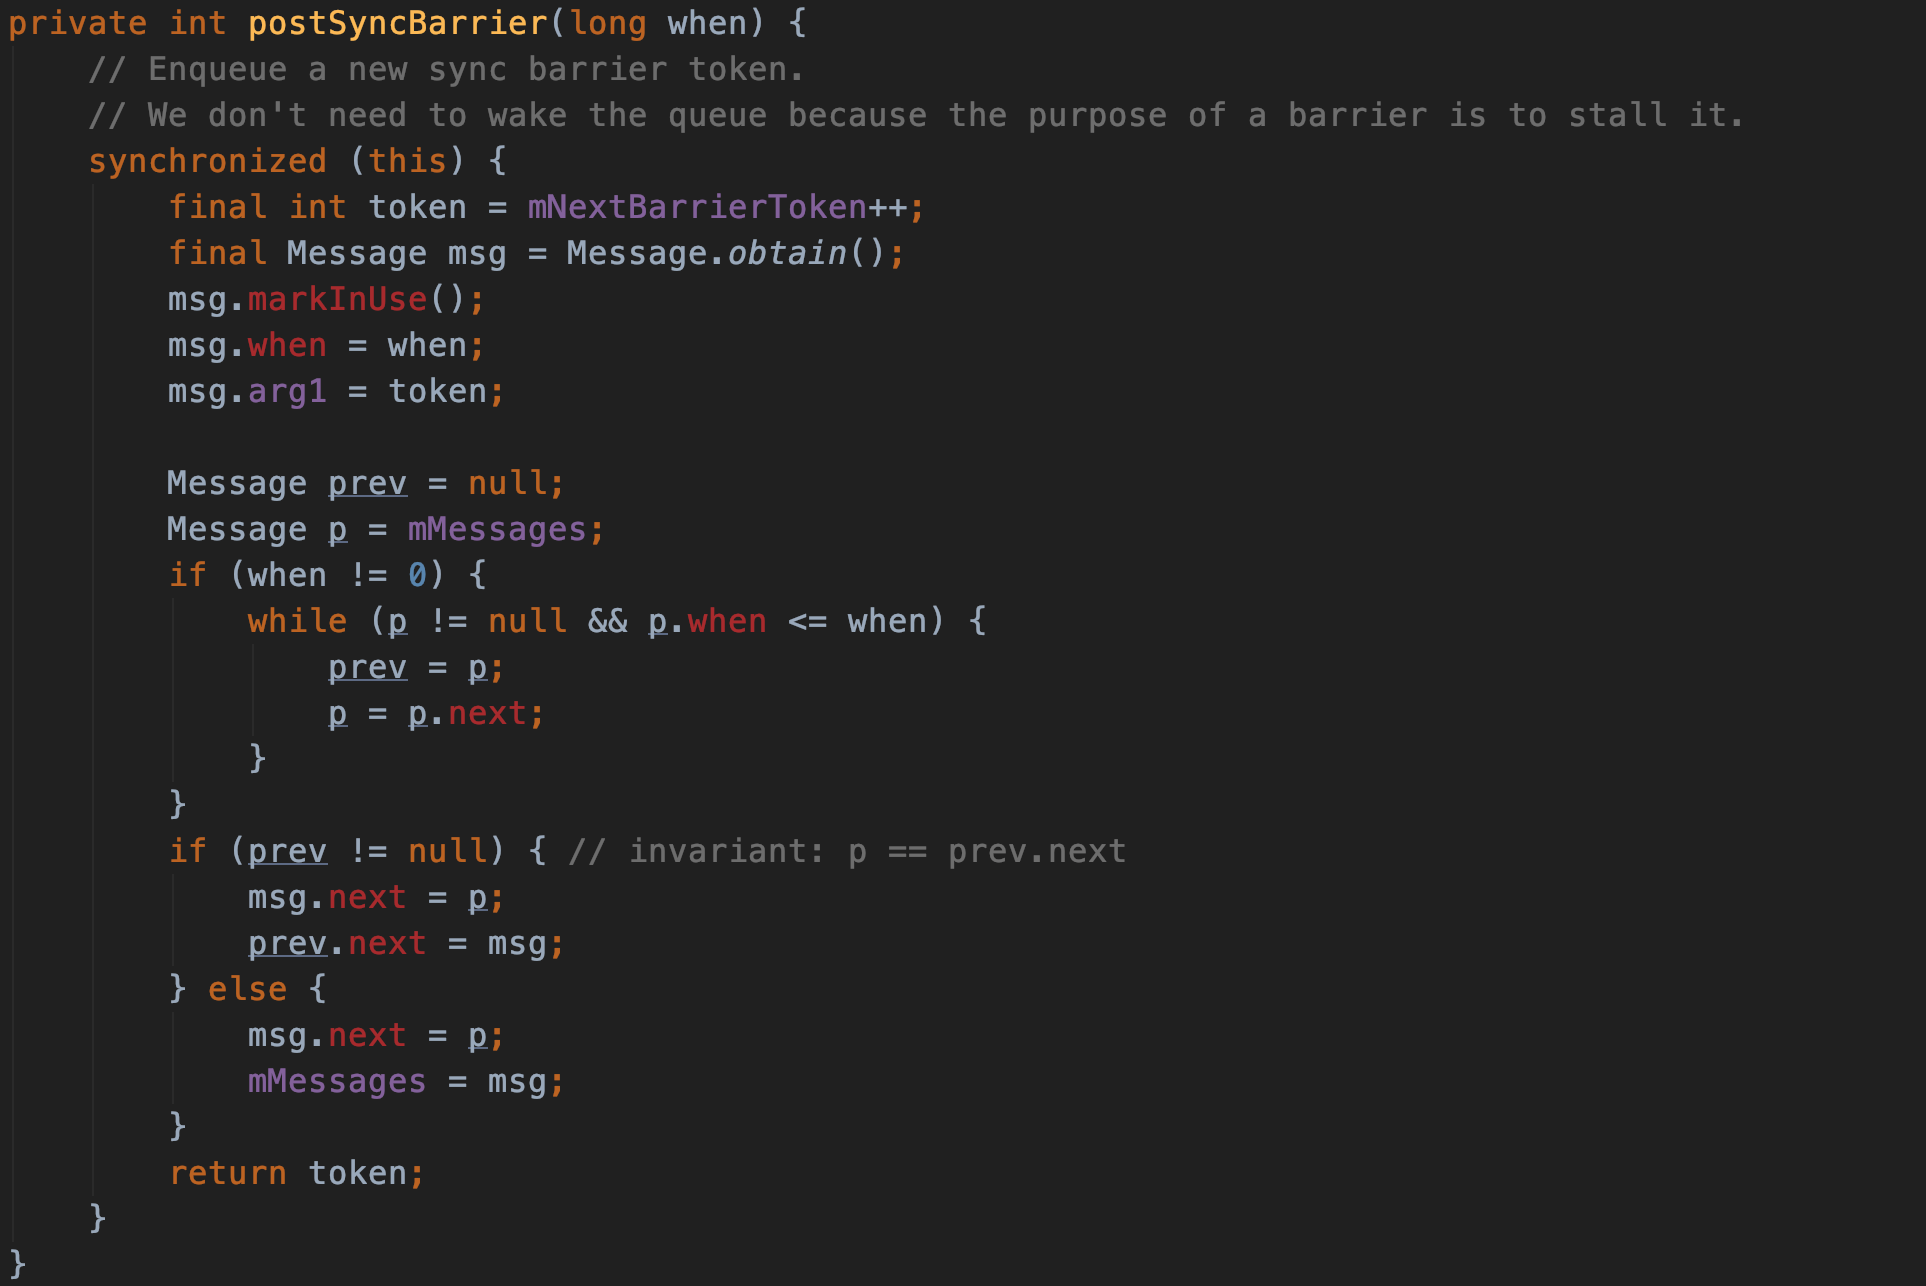 private int postSyncBarrier(long when) {
    // Enqueue a new sync barrier token.
    // We don't need to wake the queue because the purpose of a barrier is to stall it.
    synchronized (this) {
        final int token = mNextBarrierToken++;
        final Message msg = Message.obtain();
        msg.markInUse();
        msg.when = when;
        msg.arg1 = token;

        Message prev = null;
        Message p = mMessages;
        if (when != 0) {
            while (p != null && p.when <= when) {
                prev = p;
                p = p.next;
            }
        }
        if (prev != null) { // invariant: p == prev.next
            msg.next = p;
            prev.next = msg;
        } else {
            msg.next = p;
            mMessages = msg;
        }
        return token;
    }
}